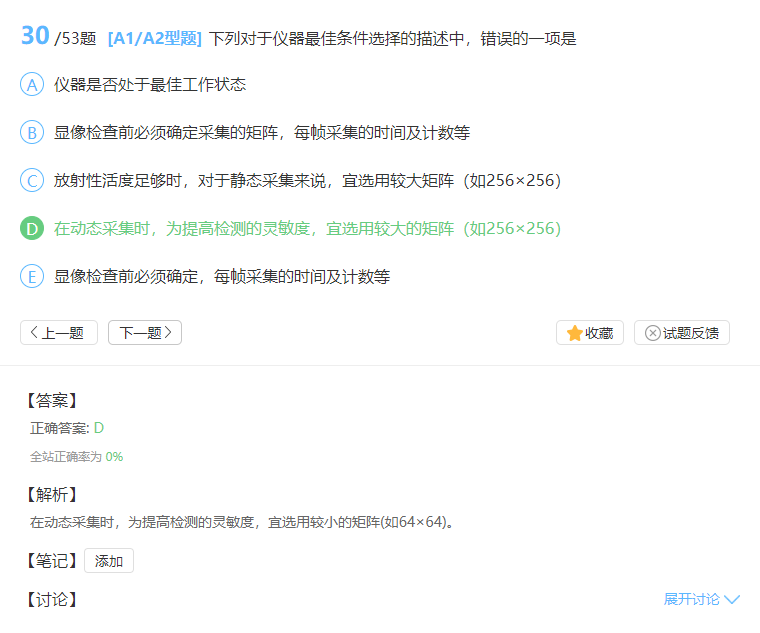 30 /53题 [A1/A2型题] 下列对于仪器最佳条件选择的描述中，错误的一项是
A 仪器是否处于最佳工作状态
B 显像检查前必须确定采集的矩阵，每帧采集的时间及计数等
C 放射性活度足够时，对于静态采集来说，宜选用较大矩阵（如256×256）
D 在动态采集时，为提高检测的灵敏度，宜选用较大的矩阵（如256×256）
E 显像检查前必须确定，每帧采集的时间及计数等
上一题 下一题 收藏 试题反馈
【答案】
正确答案: D
全站正确率为 0%
【解析】
在动态采集时，为提高检测的灵敏度，宜选用较小的矩阵(如64×64)。
【笔记】 添加
【讨论】 展开讨论